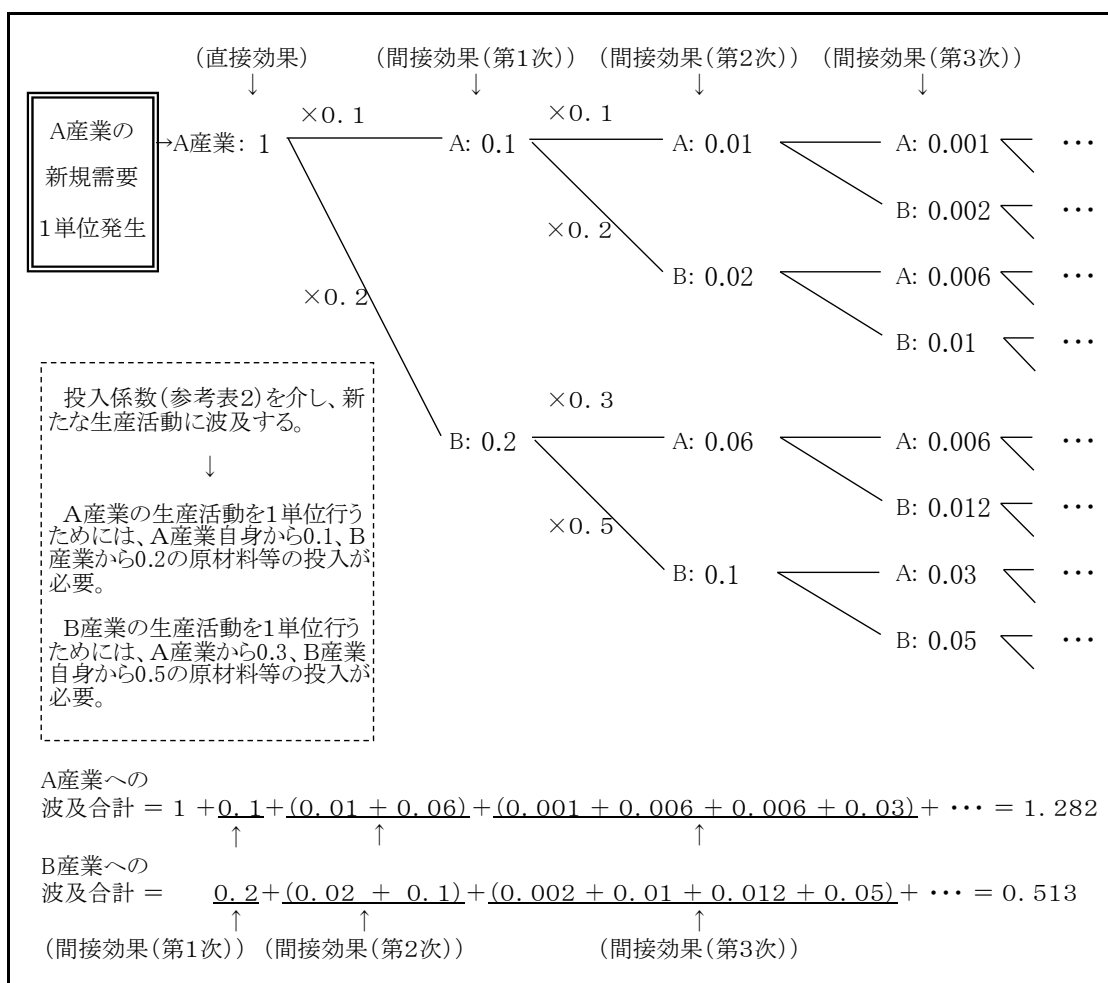 (直接効果) (間接効果(第1次)) (間接効果(第2次)) (間接効果(第3次))
↓ ↓ ↓ ↓
A産業の
新規需要
1単位発生
→A産業: 1
×0.1
×0.2
A: 0.1
B: 0.2
×0.1
×0.2
×0.3
×0.5
A: 0.01
B: 0.02
A: 0.06
B: 0.1
A: 0.001 …
B: 0.002 …
A: 0.006 …
B: 0.01 …
A: 0.006 …
B: 0.012 …
A: 0.03 …
B: 0.05 …
投入係数(参考表2)を介し、新
たな生産活動に波及する。
↓
A産業の生産活動を1単位行う
ためには、A産業自身から0.1、B
産業から0.2の原材料等の投入が
必要。
B産業の生産活動を1単位行う
ためには、A産業から0.3、B産業
自身から0.5の原材料等の投入が
必要。
A産業への
波及合計 = 1 +0.1+(0.01 + 0.06)+(0.001 + 0.006 + 0.006 + 0.03)+ … = 1.282
↑ ↑ ↑
B産業への
波及合計 = 0.2+(0.02 + 0.1)+(0.002 + 0.01 + 0.012 + 0.05)+ … = 0.513
↑ ↑ ↑
(間接効果(第1次)) (間接効果(第2次)) (間接効果(第3次))